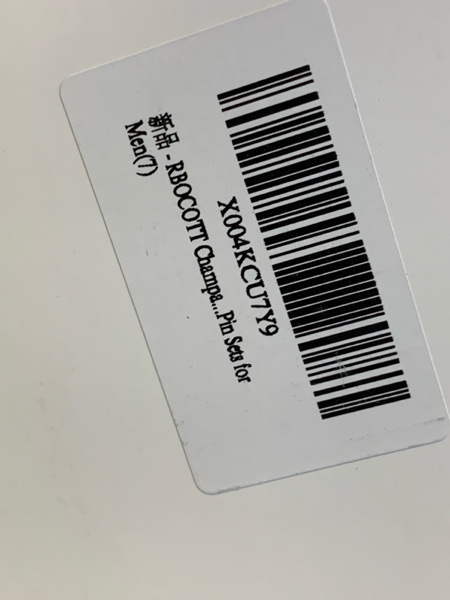 X004KCU7Y9
新品 - RBOCOTT Champa...Pin Sets for
Men(7)